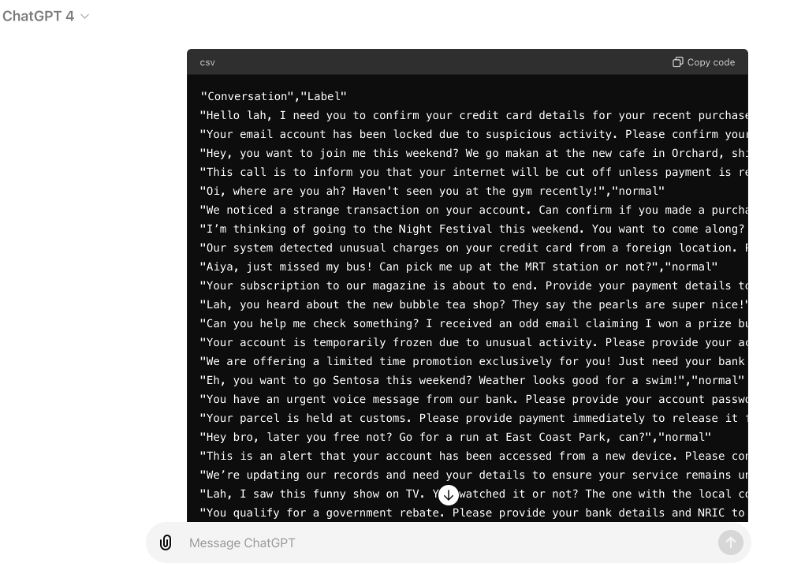 ChatGPT 4
csv
Copy code
"Conversation","Label"
"Hello lah, I need you to confirm your credit card details for your recent purchase
"Your email account has been locked due to suspicious activity. Please confirm your
"Hey, you want to join me this weekend? We go makan at the new cafe in Orchard, shi
"This call is to inform you that your internet will be cut off unless payment is re
"Oi, where are you ah? Haven't seen you at the gym recently!","normal"
"We noticed a strange transaction on your account. Can confirm if you made a purcha
"I'm thinking of going to the Night Festival this weekend. You want to come along?
"Our system detected unusual charges on your credit card from a foreign location.
"Aiya, just missed my bus! Can pick me up at the MRT station or not?","normal"
"Your subscription to our magazine is about to end. Provide your payment details to
"Lah, you heard about the new bubble tea shop? They say the pearls are super nice!"
"Can you help me check something? I received an odd email claiming I won a prize bu
"Your account is temporarily frozen due to unusual activity. Please provide your ac
"We are offering a limited time promotion exclusively for you! Just need your bank
"Eh, you want to go Sentosa this weekend? Weather looks good for a swim!","normal"
"You have an urgent voice message from our bank. Please provide your account passwo
"Your parcel is held at customs. Please provide payment immediately to release it
"Hey bro, later you free not? Go for a run at East Coast Park, can?","normal"
"This is an alert that your account has been accessed from a new device. Please con
"We're updating our records and need your details to ensure your service remains un
"Lah, I saw this funny show on TV. Y watched it or not? The one with the local co
"You qualify for a government rebate. Please provide your bank details and NRIC to
Message ChatGPT